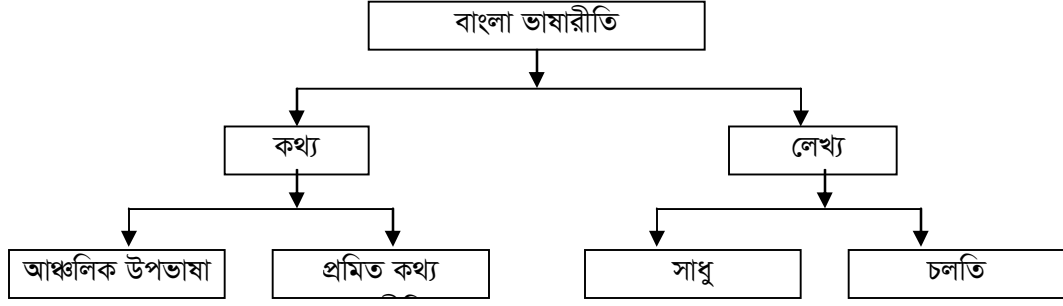 বাংলা ভাষারীতি
কথ্য
লেখ্য
আঞ্চলিক উপভাষা
প্রমিত কথ্য
সাধু
চলতি